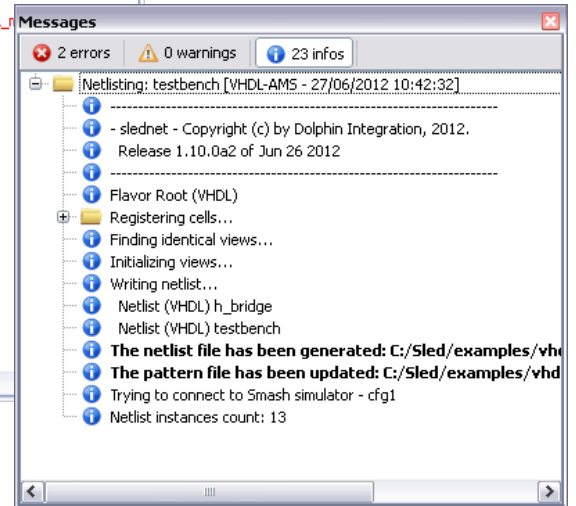 Messages
2 errors 0 warnings 23 infos
Netlisting: testbench [VHDL-AMS - 27/06/2012 10:42:32]
----------------------------------------------------------------
- slednet - Copyright (c) by Dolphin Integration, 2012.
Release 1.10.0a2 of Jun 26 2012
----------------------------------------------------------------
Flavor Root (VHDL)
Registering cells...
Finding identical views...
Initializing views...
Writing netlist...
Netlist (VHDL) h_bridge
Netlist (VHDL) testbench
The netlist file has been generated: C:/Sled/examples/vhd
The pattern file has been updated: C:/Sled/examples/vhd
Trying to connect to Smash simulator - cfg1
Netlist instances count: 13